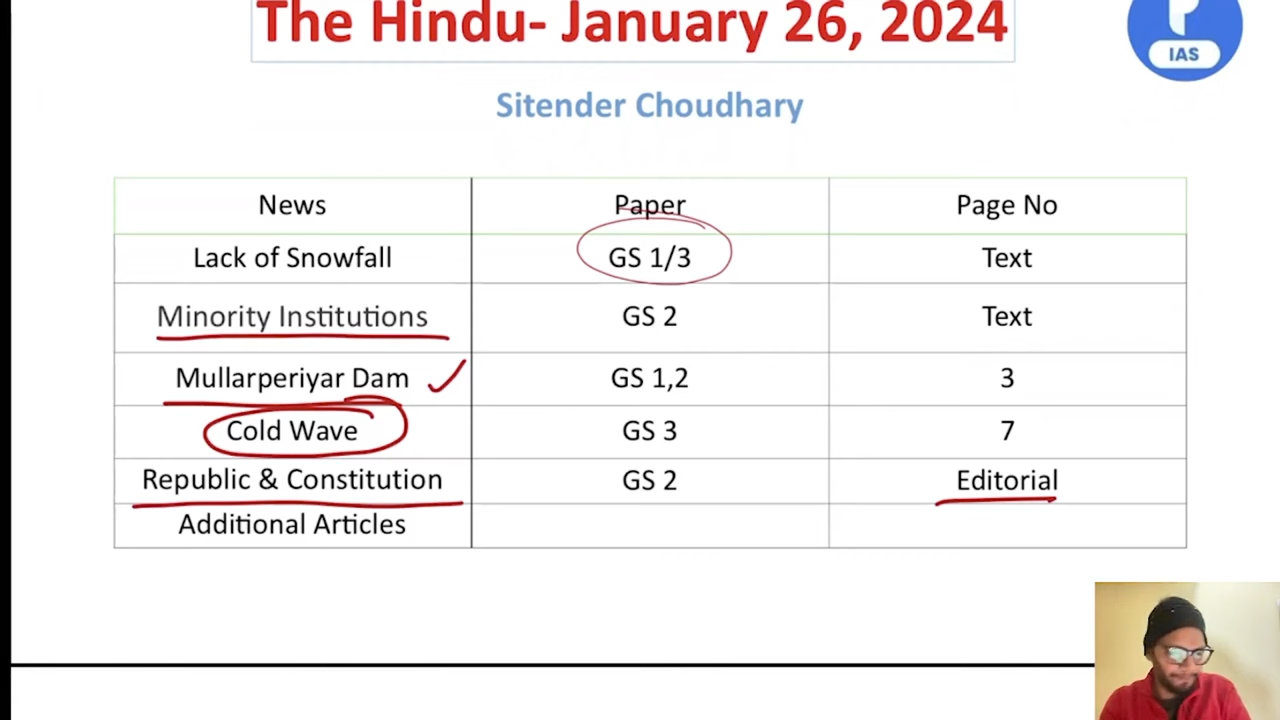 The Hindu- January 26, 2024
IAS
Sitender Choudhary
News Paper Page No
Lack of Snowfall GS 1/3 Text
Minority Institutions GS 2 Text
Mullarperiyar Dam GS 1,2 3
Cold Wave GS 3 7
Republic & Constitution GS 2 Editorial
Additional Articles